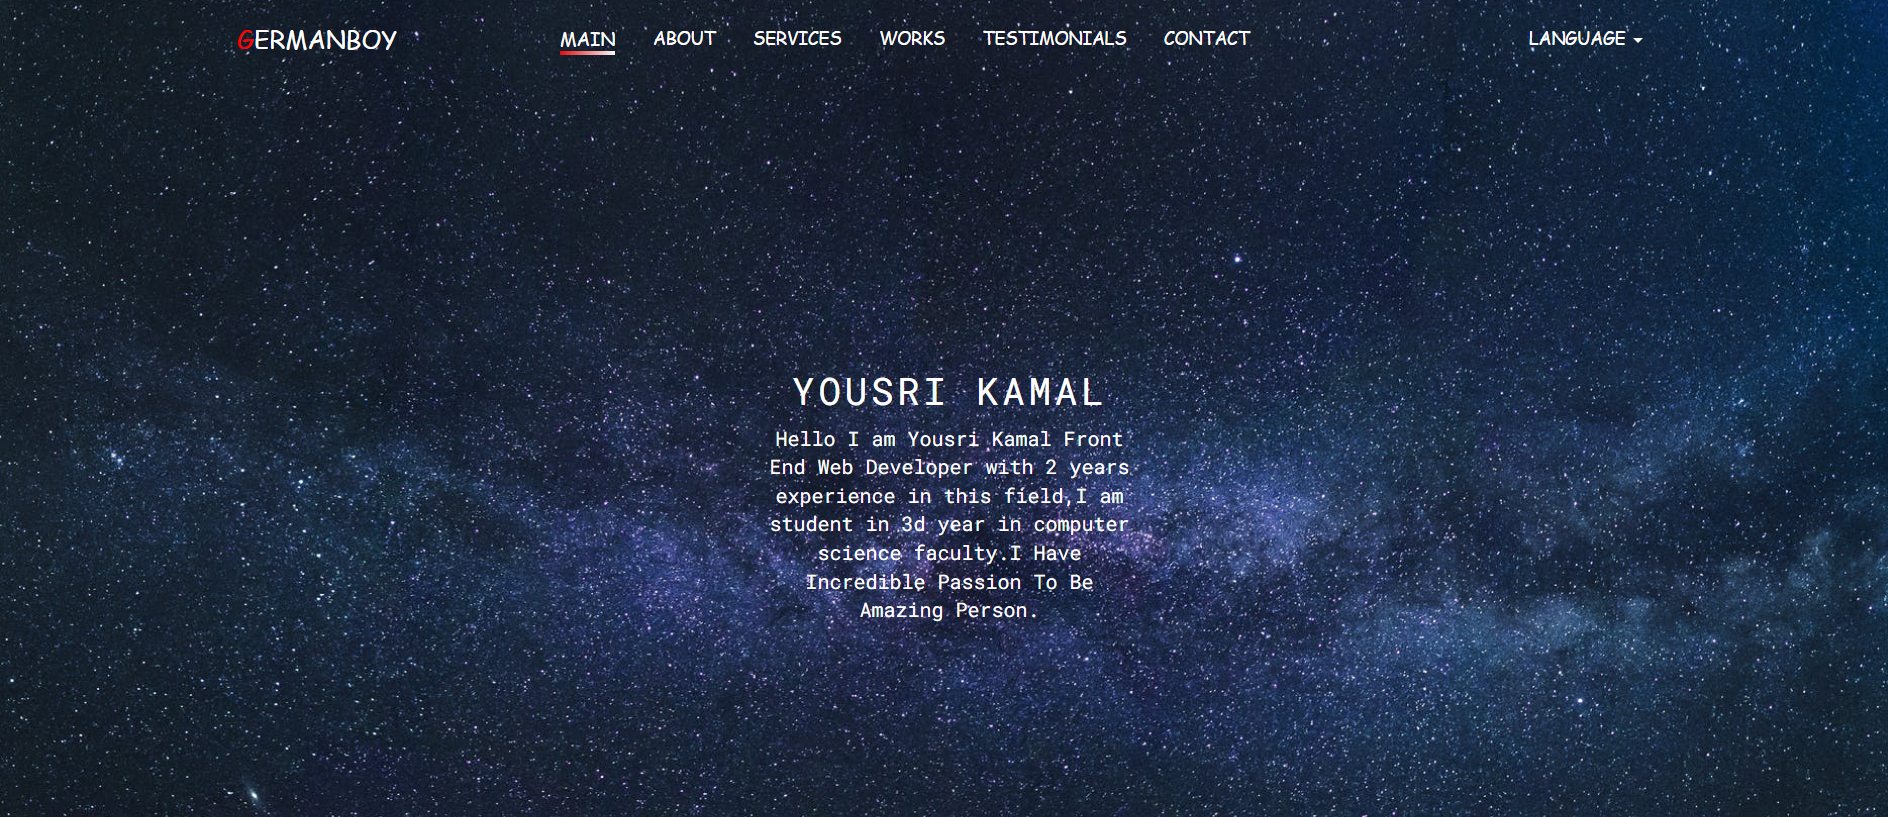 GERMANBOY MAIN ABOUT SERVICES WORKS TESTIMONIALS CONTACT LANGUAGE
YOUSRI KAMAL
Hello I am Yousri Kamal Front
End Web Developer with 2 years
experience in this field,I am
student in 3d year in computer
science faculty.I Have
Incredible Passion To Be
Amazing Person.